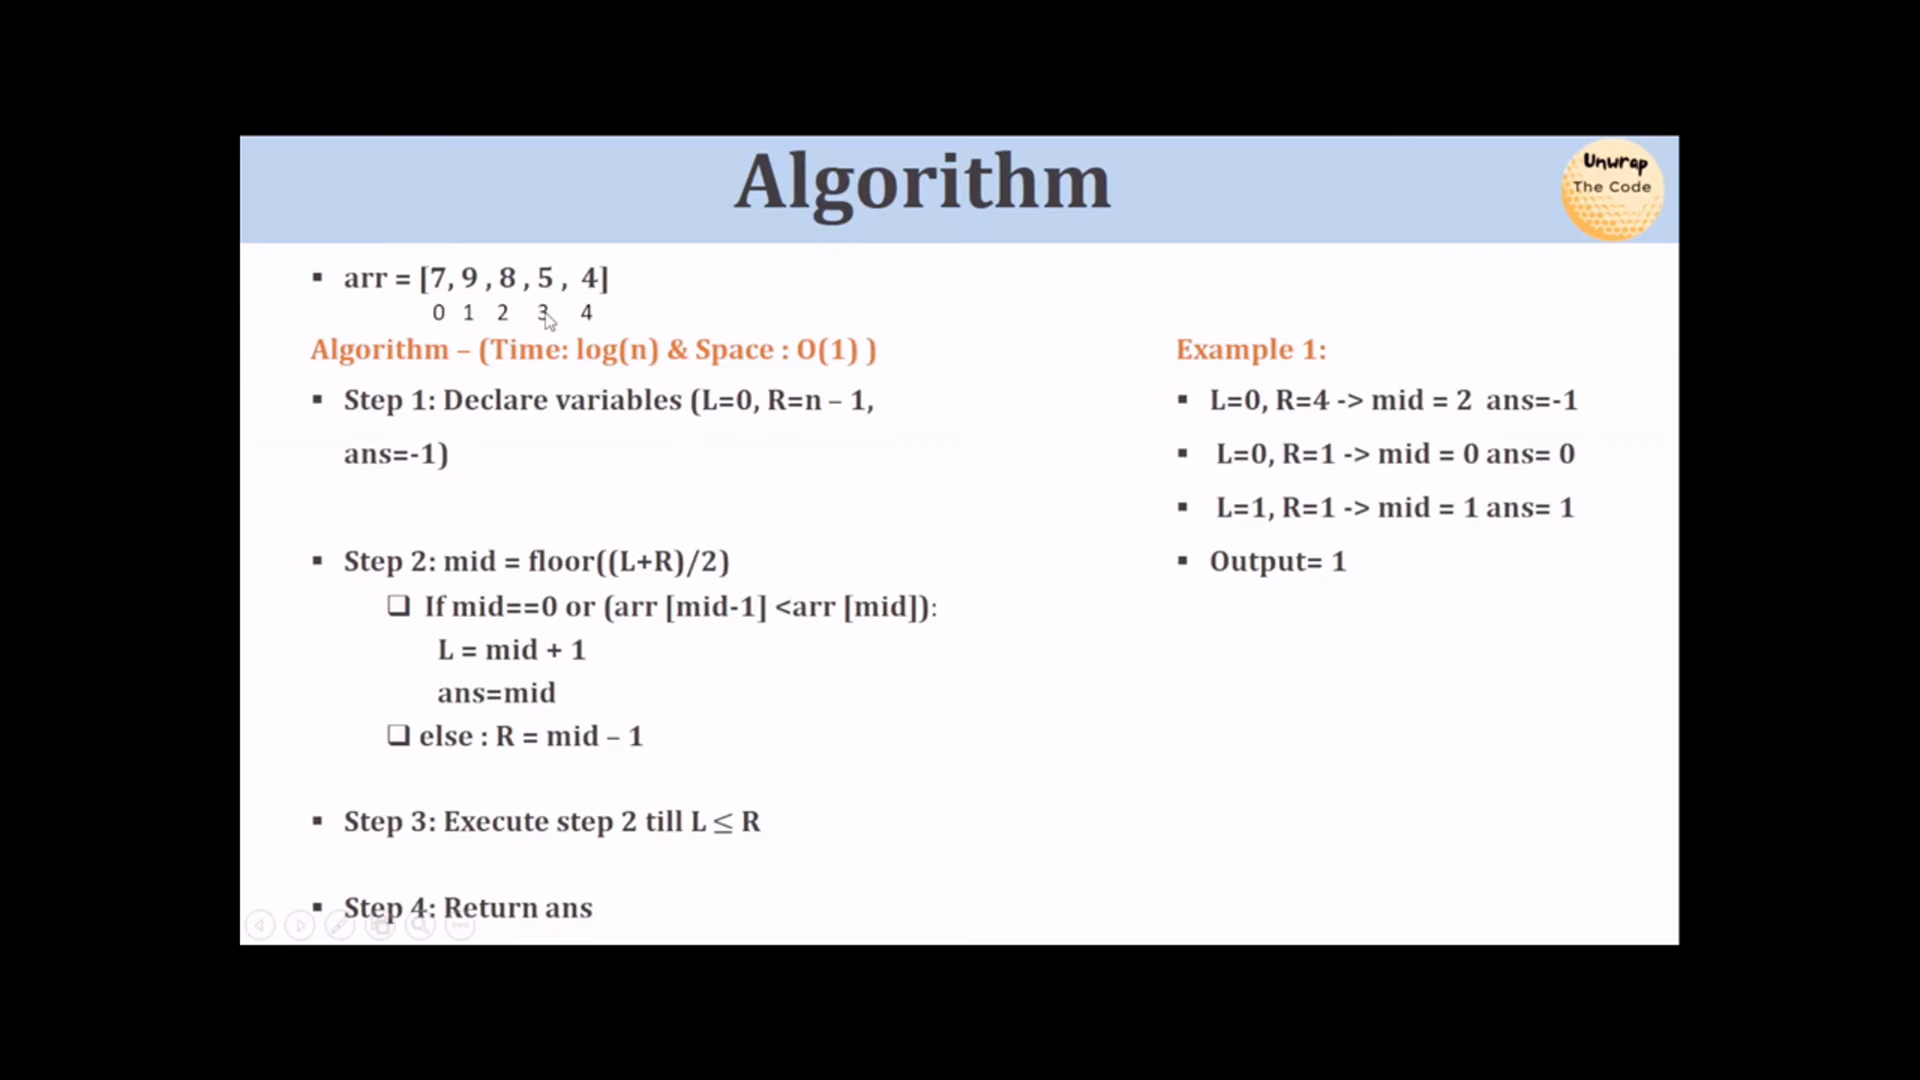 Algorithm
Unwrap
The Code
▪ arr = [7, 9 , 8 , 5 , 4]
0 1 2 3 4
Algorithm – (Time: log(n) & Space : O(1) )
▪ Step 1: Declare variables (L=0, R=n – 1,
ans=-1)
▪ Step 2: mid = floor((L+R)/2)
❑ If mid==0 or (arr [mid-1] <arr [mid]):
L = mid + 1
ans=mid
❑ else : R = mid – 1
▪ Step 3: Execute step 2 till L ≤ R
▪ Step 4: Return ans
Example 1:
▪ L=0, R=4 -> mid = 2 ans=-1
▪ L=0, R=1 -> mid = 0 ans= 0
▪ L=1, R=1 -> mid = 1 ans= 1
▪ Output= 1